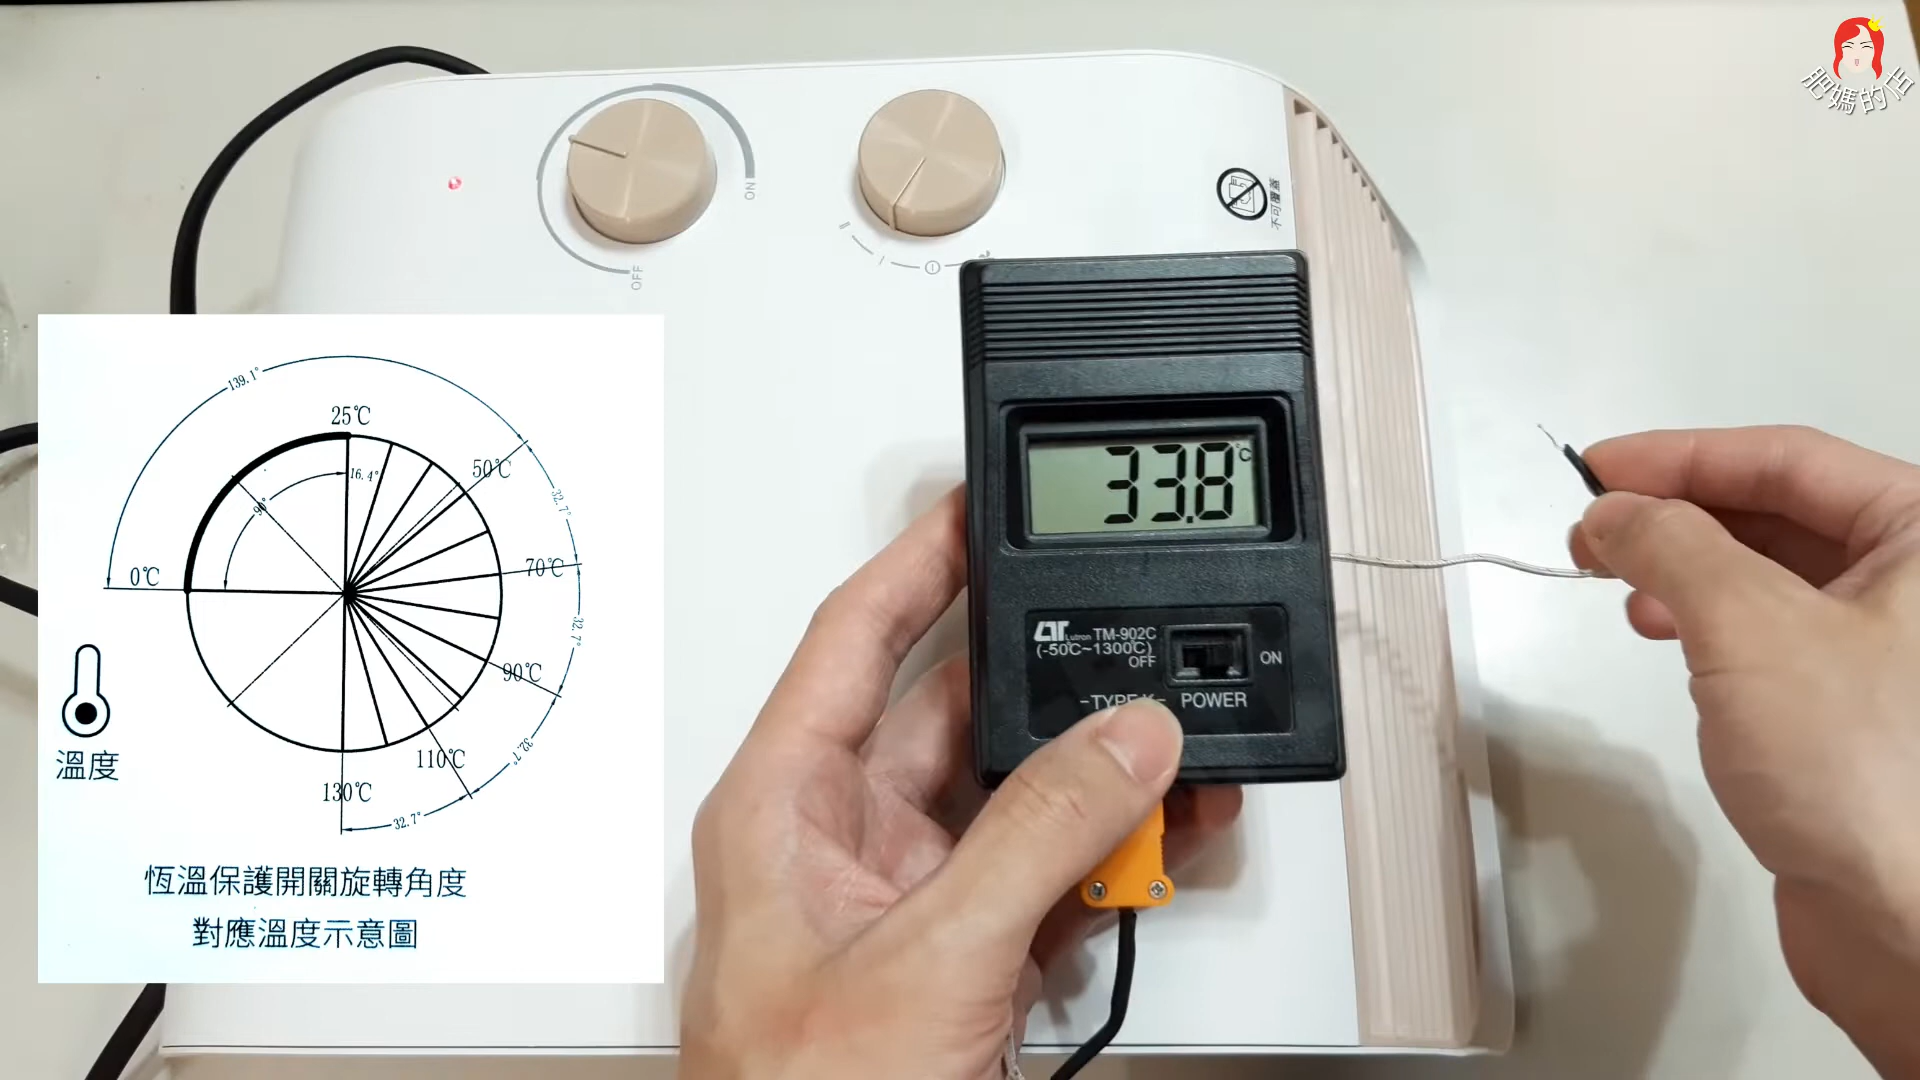 肥媽的店
ON
OFF
不可覆蓋
139.1°
25℃
16.4°
90°
50℃
32.7°
70℃
0℃
32.7°
90℃
32.7°
110℃
130℃
32.7°
溫度
恆溫保護開關旋轉角度
對應溫度示意圖
33.8 ℃
Lutron TM-902C
(-50℃~1300℃)
OFF
ON
-TYPE K-
POWER